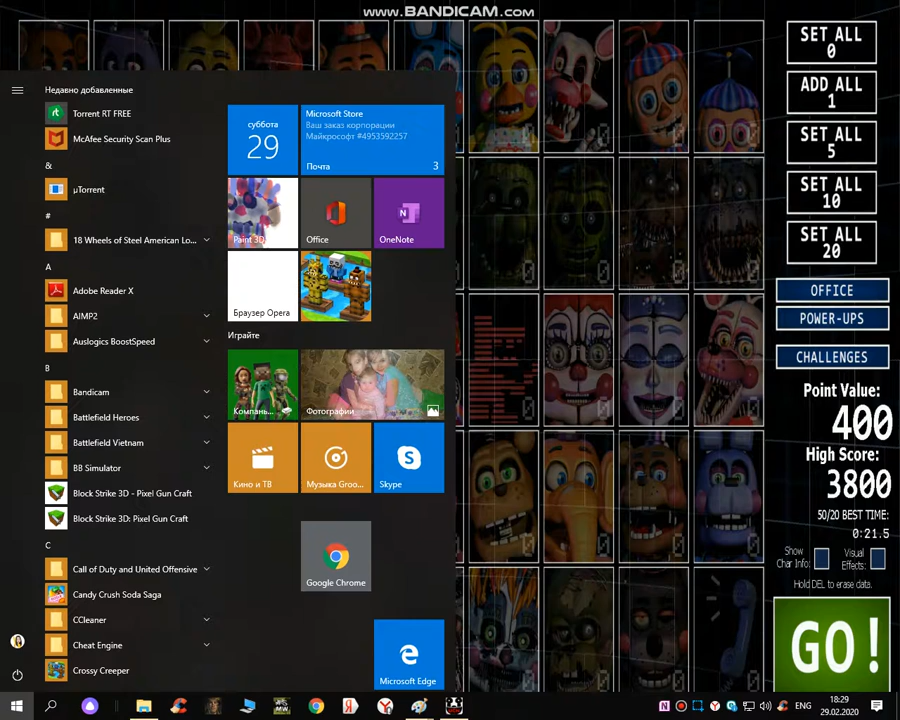 WWW.BANDICAM.COM
SET ALL
0
ADD ALL
1
SET ALL
5
SET ALL
10
SET ALL
20
OFFICE
POWER-UPS
CHALLENGES
Point Value:
400
High Score:
3800
50/20 BEST TIME:
0:21.5
Show
Char Info:
Visual
Effects:
Hold DEL to erase data.
GO!
Недавно добавленные
Torrent RT FREE
McAfee Security Scan Plus
&
µTorrent
#
18 Wheels of Steel American Lo...
A
Adobe Reader X
AIMP2
Auslogics BoostSpeed
B
Bandicam
Battlefield Heroes
Battlefield Vietnam
BB Simulator
Block Strike 3D - Pixel Gun Craft
Block Strike 3D: Pixel Gun Craft
C
Call of Duty and United Offensive
Candy Crush Soda Saga
CCleaner
Cheat Engine
Crossy Creeper
суббота
29
Microsoft Store
Ваш заказ корпорации
Майкрософт #4953592257
Почта 3
Paint 3D
Office
OneNote
Браузер Opera
Играйте
Компань...
Фотографии
Кино и ТВ
Музыка Groo...
Skype
Google Chrome
Microsoft Edge
ENG
18:29
29.02.2020